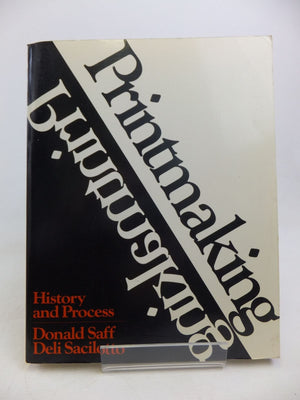 Printmaking
Printmaking
History
and Process
Donald Saff
Deli Sacilotto